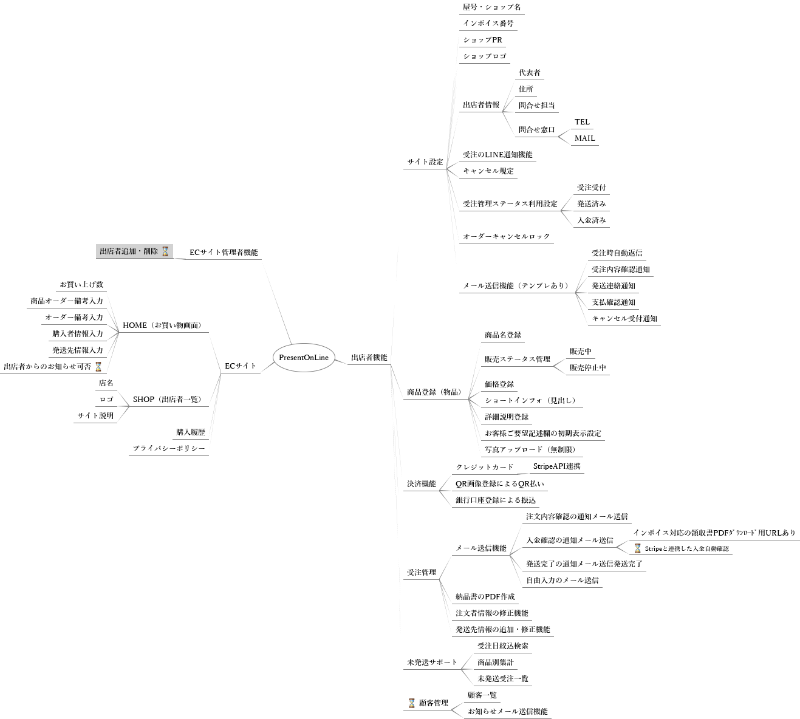 PresentOnLine
ECサイト管理者機能
出店者追加・削除
ECサイト
HOME（お買い物画面）
お買い上げ数
商品オーダー備考入力
オーダー備考入力
購入者情報入力
発送先情報入力
出店者からのお知らせ可否
SHOP（出店者一覧）
店名
ロゴ
サイト説明
購入履歴
プライバシーポリシー
出店者機能
サイト設定
屋号・ショップ名
インボイス番号
ショップPR
ショップロゴ
出店者情報
代表者
住所
問合せ担当
問合せ窓口
TEL
MAIL
受注のLINE通知機能
キャンセル規定
受注管理ステータス利用設定
受注受付
発送済み
入金済み
オーダーキャンセルロック
メール送信機能（テンプレあり）
受注時自動返信
受注内容確認通知
発送連絡通知
支払確認通知
キャンセル受付通知
商品登録（物品）
商品名登録
販売ステータス管理
販売中
販売停止中
価格登録
ショートインフォ（見出し）
詳細説明登録
お客様ご要望記述欄の初期表示設定
写真アップロード（無制限）
決済機能
クレジットカード
StripeAPI連携
QR画像登録によるQR払い
銀行口座登録による振込
受注管理
メール送信機能
注文内容確認の通知メール送信
入金確認の通知メール送信
インボイス対応の領収書PDFﾀﾞｳﾝﾛｰﾄﾞ用URLあり
Stripeと連携した入金自動確認
発送完了の通知メール送信発送完了
自由入力のメール送信
納品書のPDF作成
注文者情報の修正機能
発送先情報の追加・修正機能
未発送サポート
受注日絞込検索
商品別集計
未発送受注一覧
顧客管理
顧客一覧
お知らせメール送信機能